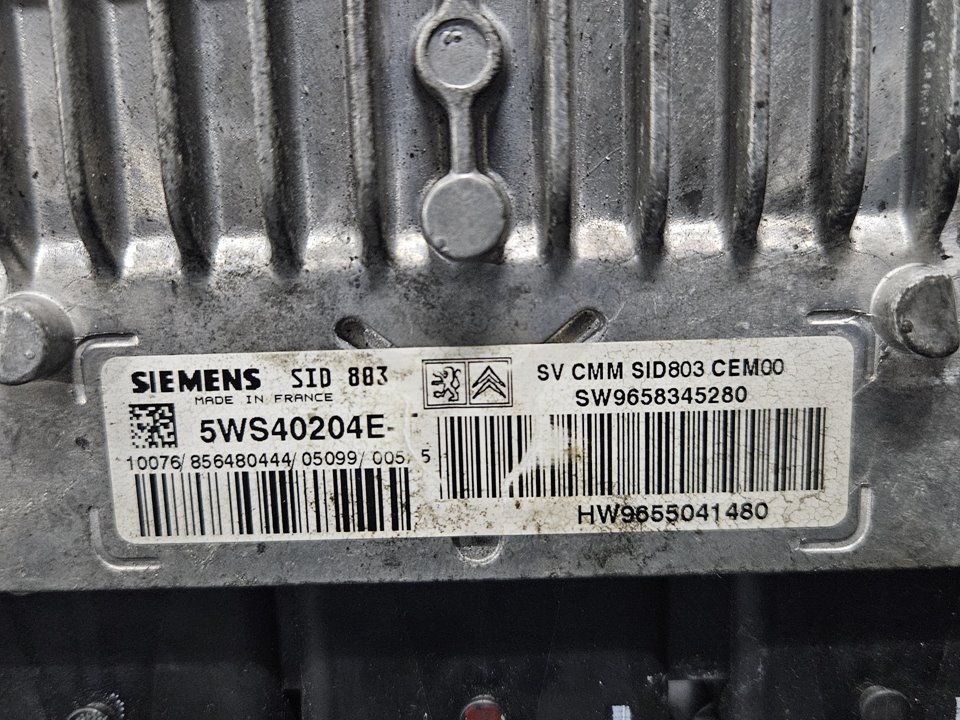 SIEMENS SID 803
MADE IN FRANCE
5WS40204E-
10076/856480444/05099/005
5
SV CMM SID803 CEM00
SW9658345280
HW9655041480